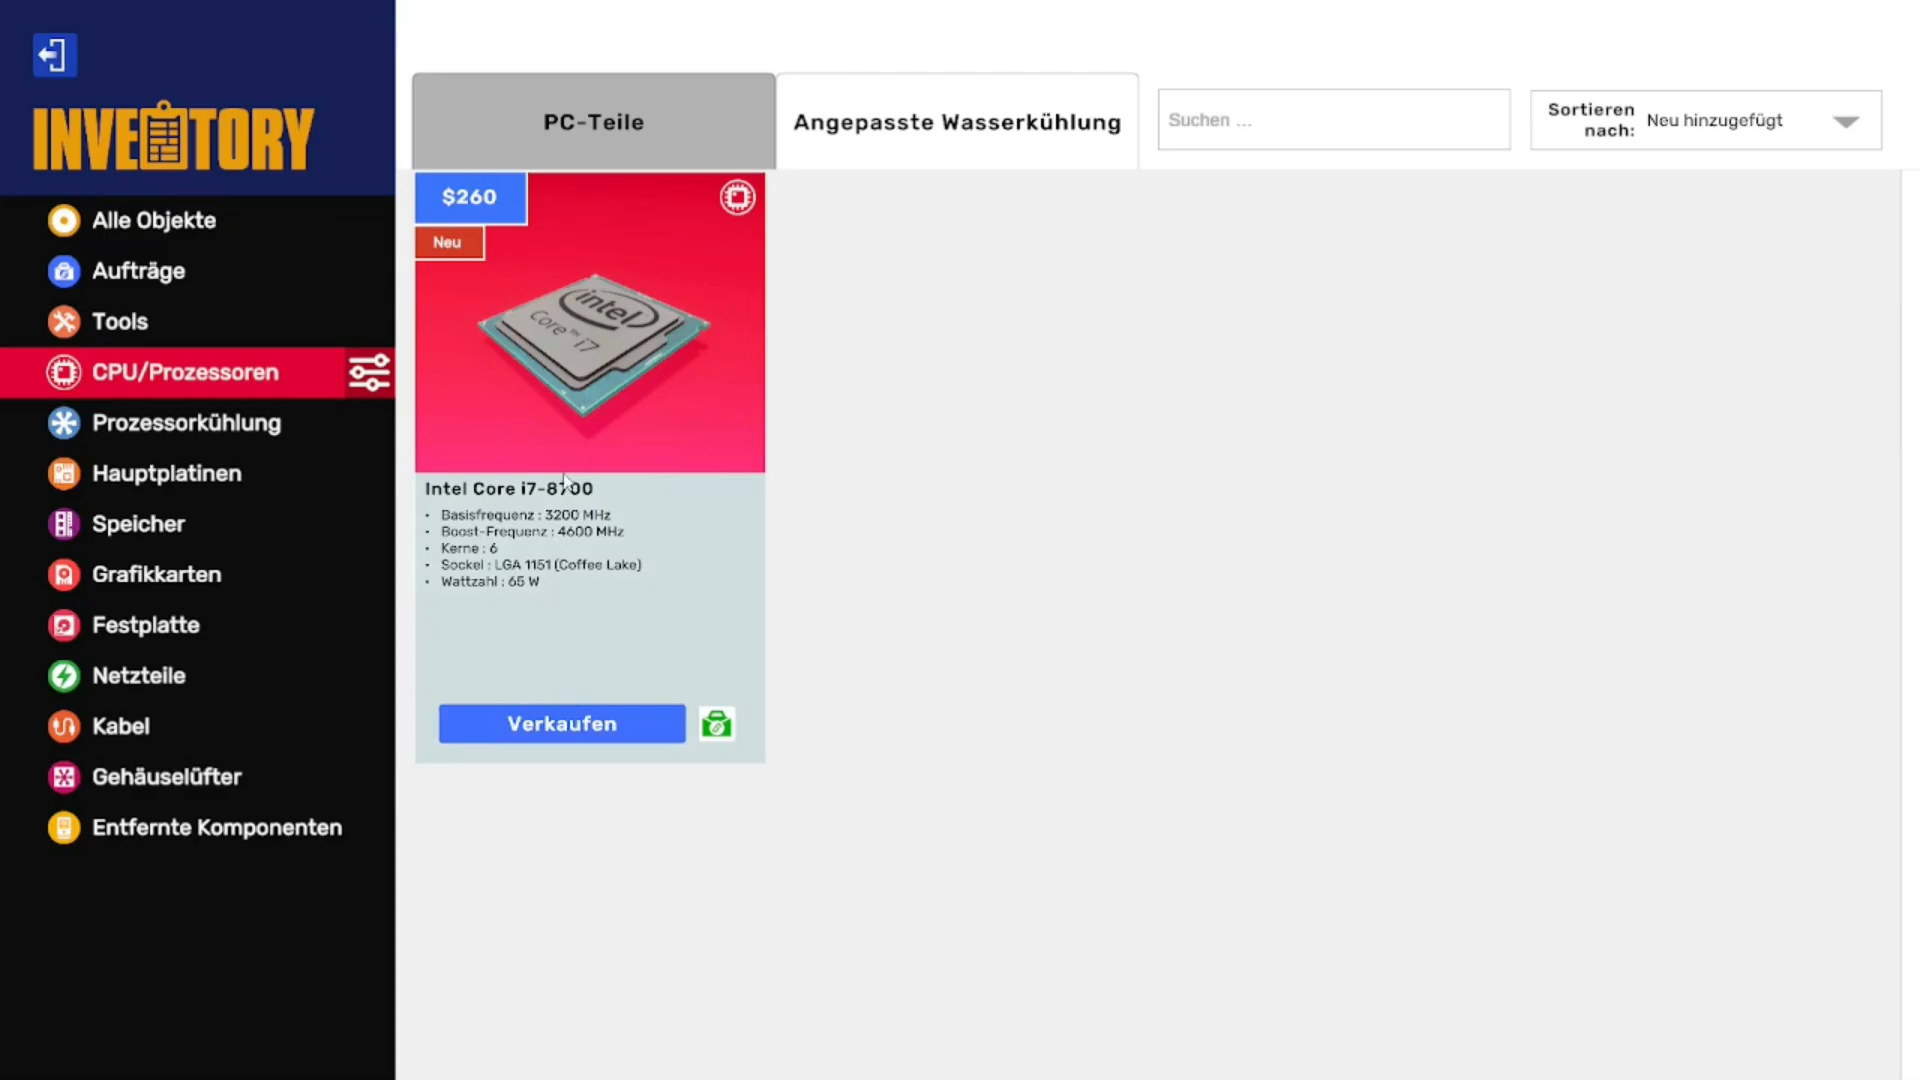 INVENTORY
Alle Objekte
Aufträge
Tools
CPU/Prozessoren
Prozessorkühlung
Hauptplatinen
Speicher
Grafikkarten
Festplatte
Netzteile
Kabel
Gehäuselüfter
Entfernte Komponenten
PC-Teile
Angepasste Wasserkühlung
Suchen ...
Sortieren
nach: Neu hinzugefügt
$260
Neu
intel
Core™ i7
Intel Core i7-8700
• Basisfrequenz : 3200 MHz
• Boost-Frequenz : 4600 MHz
• Kerne : 6
• Sockel : LGA 1151 (Coffee Lake)
• Wattzahl : 65 W
Verkaufen